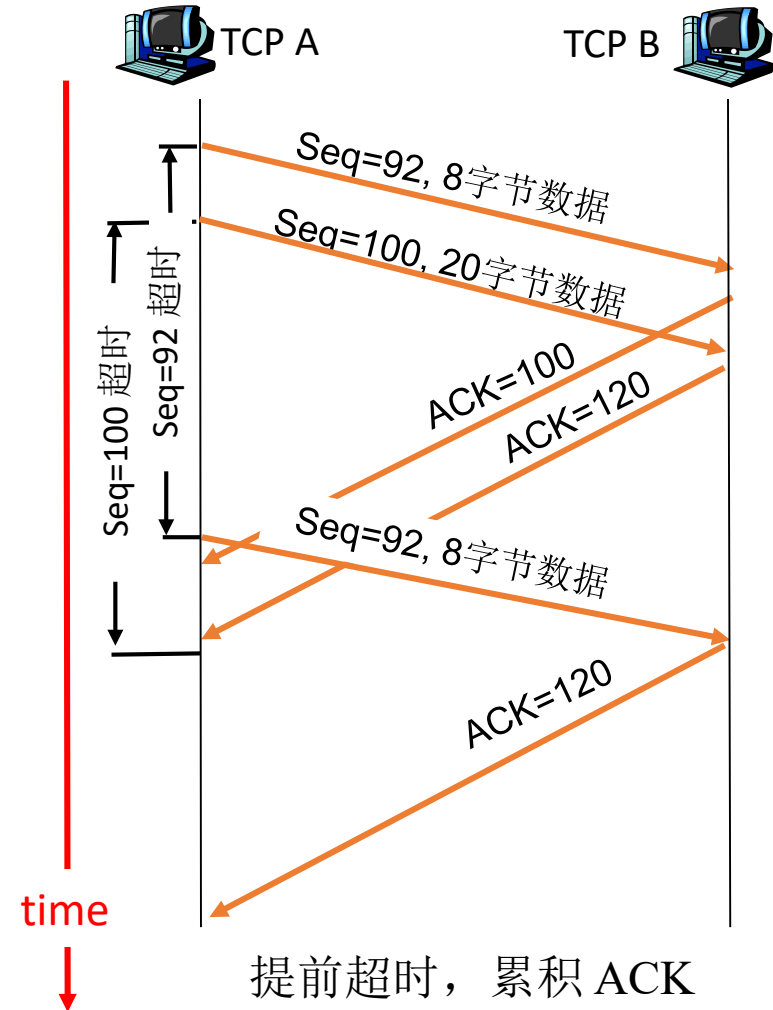 TCP A
TCP B
Seq=92, 8字节数据
Seq=100, 20字节数据
Seq=92 超时
Seq=100 超时
ACK=100
ACK=120
Seq=92, 8字节数据
ACK=120
time
提前超时，累积 ACK